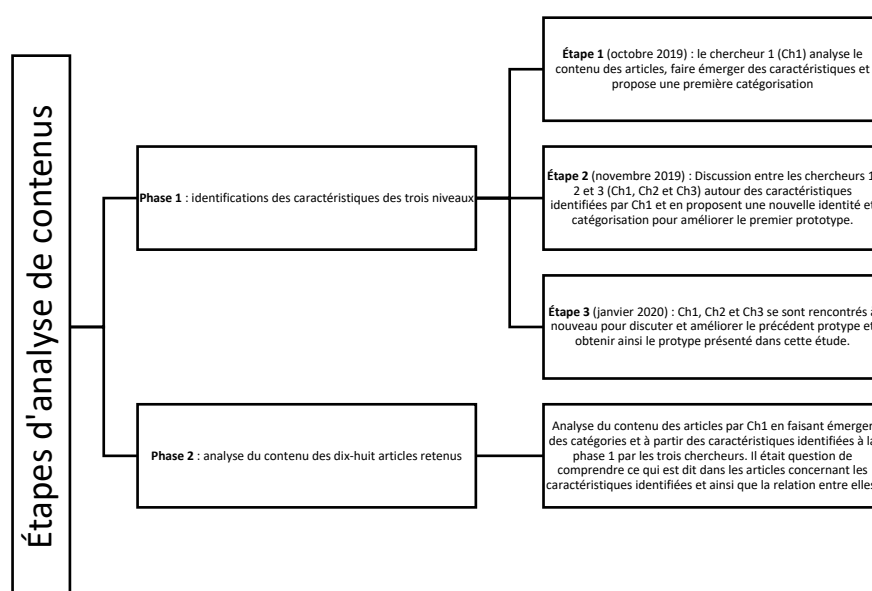 Étapes d'analyse de contenus
Phase 1 : identifications des caractéristiques des trois niveaux
Étape 1 (octobre 2019) : le chercheur 1 (Ch1) analyse le
contenu des articles, faire émerger des caractéristiques et
propose une première catégorisation
Étape 2 (novembre 2019) : Discussion entre les chercheurs 1
2 et 3 (Ch1, Ch2 et Ch3) autour des caractéristiques
identifiées par Ch1 et en proposent une nouvelle identité et
catégorisation pour améliorer le premier prototype.
Étape 3 (janvier 2020) : Ch1, Ch2 et Ch3 se sont rencontrés à
nouveau pour discuter et améliorer le précédent protype et
obtenir ainsi le protype présenté dans cette étude.
Phase 2 : analyse du contenu des dix-huit articles retenus
Analyse du contenu des articles par Ch1 en faisant émerger
des catégories et à partir des caractéristiques identifiées à la
phase 1 par les trois chercheurs. Il était question de
comprendre ce qui est dit dans les articles concernant les
caractéristiques identifiées et ainsi que la relation entre elles